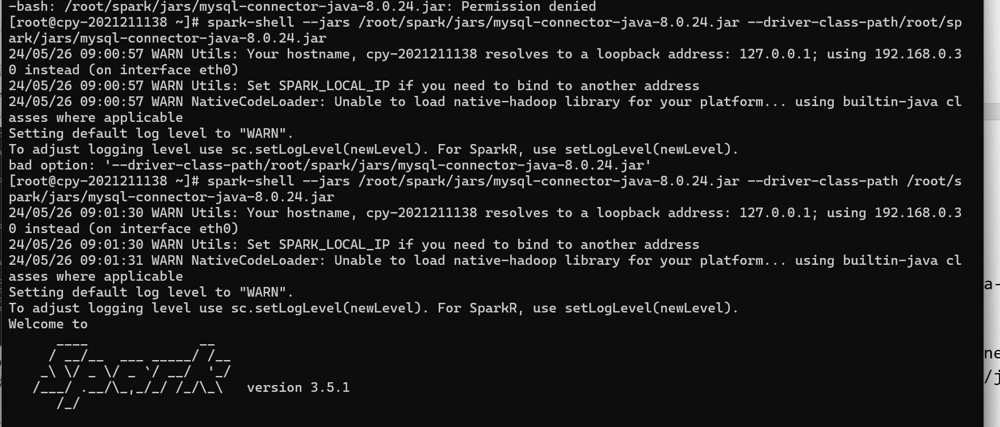 -bash: /root/spark/jars/mysql-connector-java-8.0.24.jar: Permission denied
[root@cpy-2021211138 ~]# spark-shell --jars /root/spark/jars/mysql-connector-java-8.0.24.jar --driver-class-path/root/sp
ark/jars/mysql-connector-java-8.0.24.jar
24/05/26 09:00:57 WARN Utils: Your hostname, cpy-2021211138 resolves to a loopback address: 127.0.0.1; using 192.168.0.3
0 instead (on interface eth0)
24/05/26 09:00:57 WARN Utils: Set SPARK_LOCAL_IP if you need to bind to another address
24/05/26 09:00:57 WARN NativeCodeLoader: Unable to load native-hadoop library for your platform... using builtin-java cl
asses where applicable
Setting default log level to "WARN".
To adjust logging level use sc.setLogLevel(newLevel). For SparkR, use setLogLevel(newLevel).
bad option: '--driver-class-path/root/spark/jars/mysql-connector-java-8.0.24.jar'
[root@cpy-2021211138 ~]# spark-shell --jars /root/spark/jars/mysql-connector-java-8.0.24.jar --driver-class-path /root/s
park/jars/mysql-connector-java-8.0.24.jar
24/05/26 09:01:30 WARN Utils: Your hostname, cpy-2021211138 resolves to a loopback address: 127.0.0.1; using 192.168.0.3
0 instead (on interface eth0)
24/05/26 09:01:30 WARN Utils: Set SPARK_LOCAL_IP if you need to bind to another address
24/05/26 09:01:31 WARN NativeCodeLoader: Unable to load native-hadoop library for your platform... using builtin-java cl
asses where applicable
Setting default log level to "WARN".
To adjust logging level use sc.setLogLevel(newLevel). For SparkR, use setLogLevel(newLevel).
Welcome to
      ____              __
     / __/__  ___ _____/ /__
    _\ \/ _ \/ _ `/ __/  '_/
   /___/ .__/\_,_/_/ /_/\_\   version 3.5.1
      /_/
a-
ne
/j